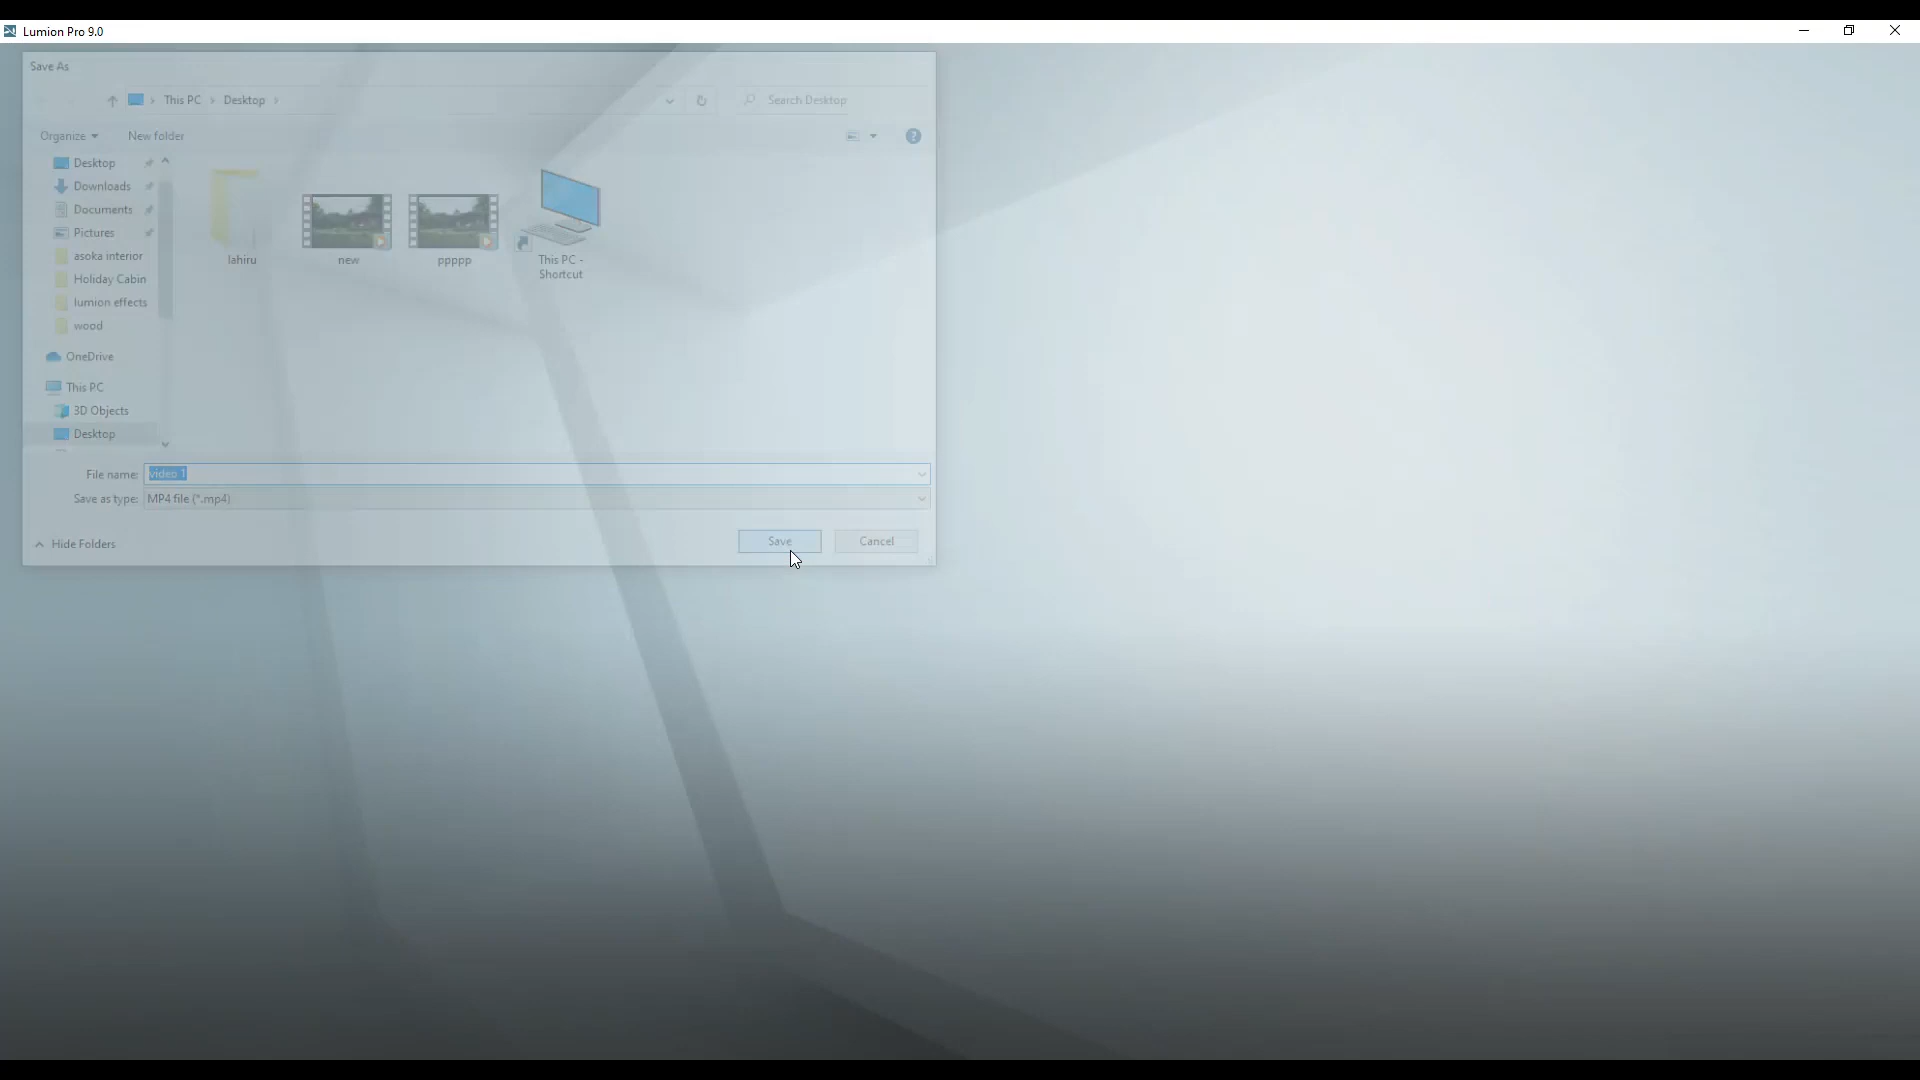 Lumion Pro 9.0
Save As
This PC > Desktop >
Search Desktop
Organize
New folder
Desktop
Downloads
Documents
Pictures
asoka interior
Holiday Cabin
lumion effects
wood
OneDrive
This PC
3D Objects
Desktop
lahiru
new
ppppp
This PC -
Shortcut
File name: video 1
Save as type: MP4 file (*.mp4)
Hide Folders
Save
Cancel